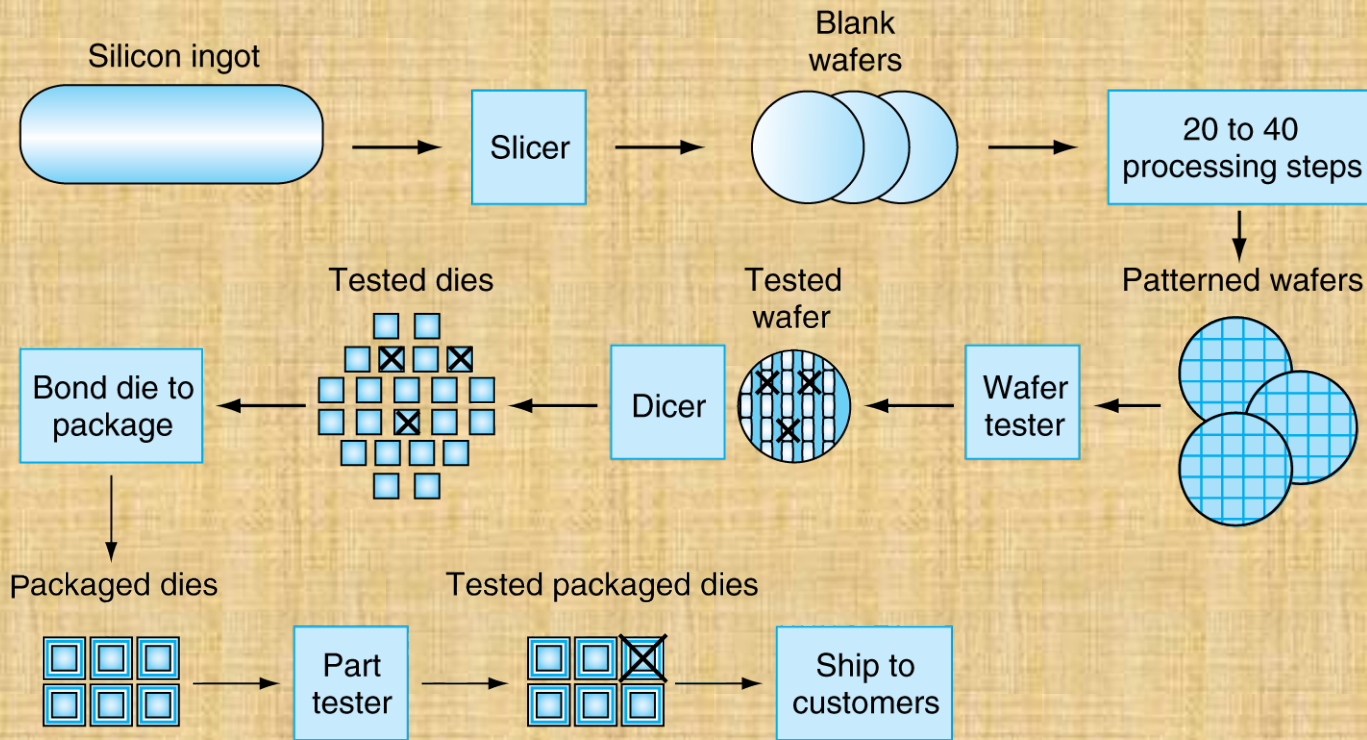 Silicon ingot
Slicer
Blank
wafers
20 to 40
processing steps
Patterned wafers
Wafer
tester
Tested
wafer
Dicer
Tested dies
Bond die to
package
Packaged dies
Part
tester
Tested packaged dies
Ship to
customers